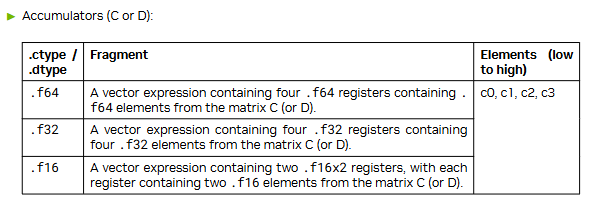 ► Accumulators (C or D):
.ctype / Fragment Elements (low
.dtype to high)
.f64 A vector expression containing four .f64 registers containing . c0, c1, c2, c3
f64 elements from the matrix C (or D).
.f32 A vector expression containing four .f32 registers containing
four .f32 elements from the matrix C (or D).
.f16 A vector expression containing two .f16x2 registers, with each
register containing two .f16 elements from the matrix C (or D).